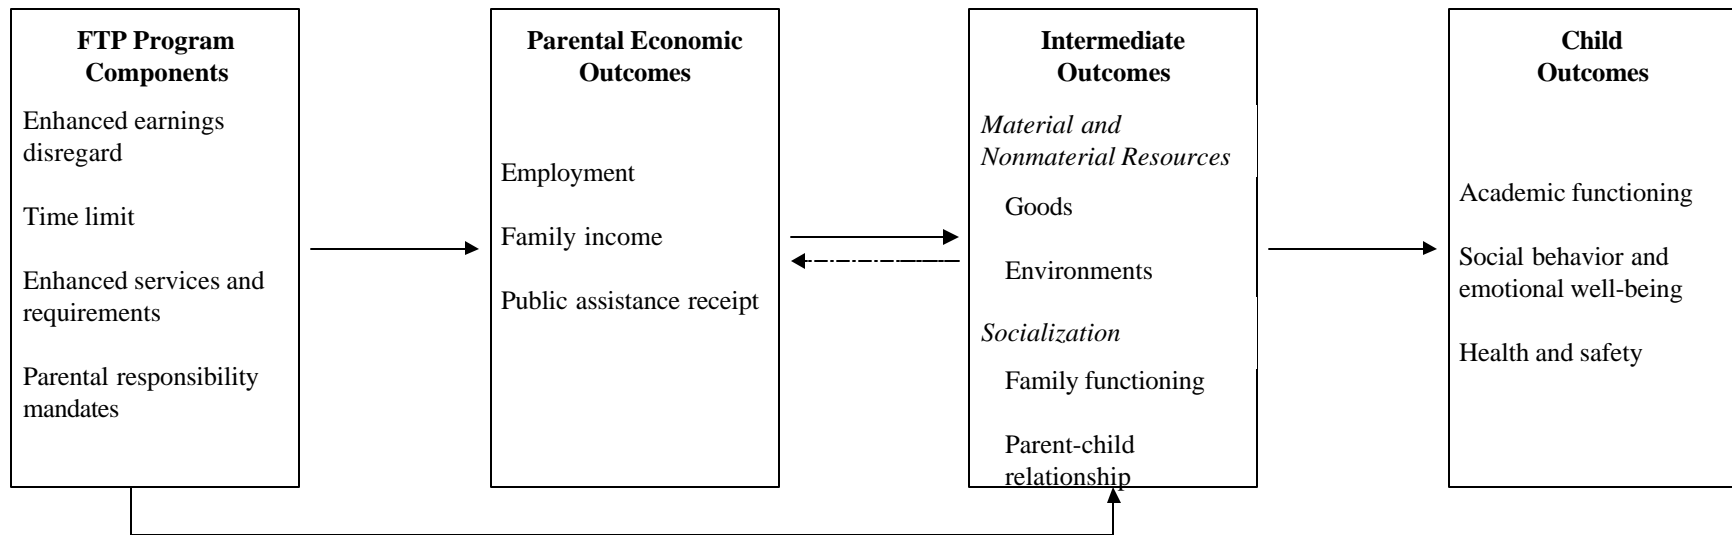 FTP Program
Components
Enhanced earnings
disregard
Time limit
Enhanced services and
requirements
Parental responsibility
mandates
Parental Economic
Outcomes
Employment
Family income
Public assistance receipt
Intermediate
Outcomes
Material and
Nonmaterial Resources
Goods
Environments
Socialization
Family functioning
Parent-child
relationship
Child
Outcomes
Academic functioning
Social behavior and
emotional well-being
Health and safety